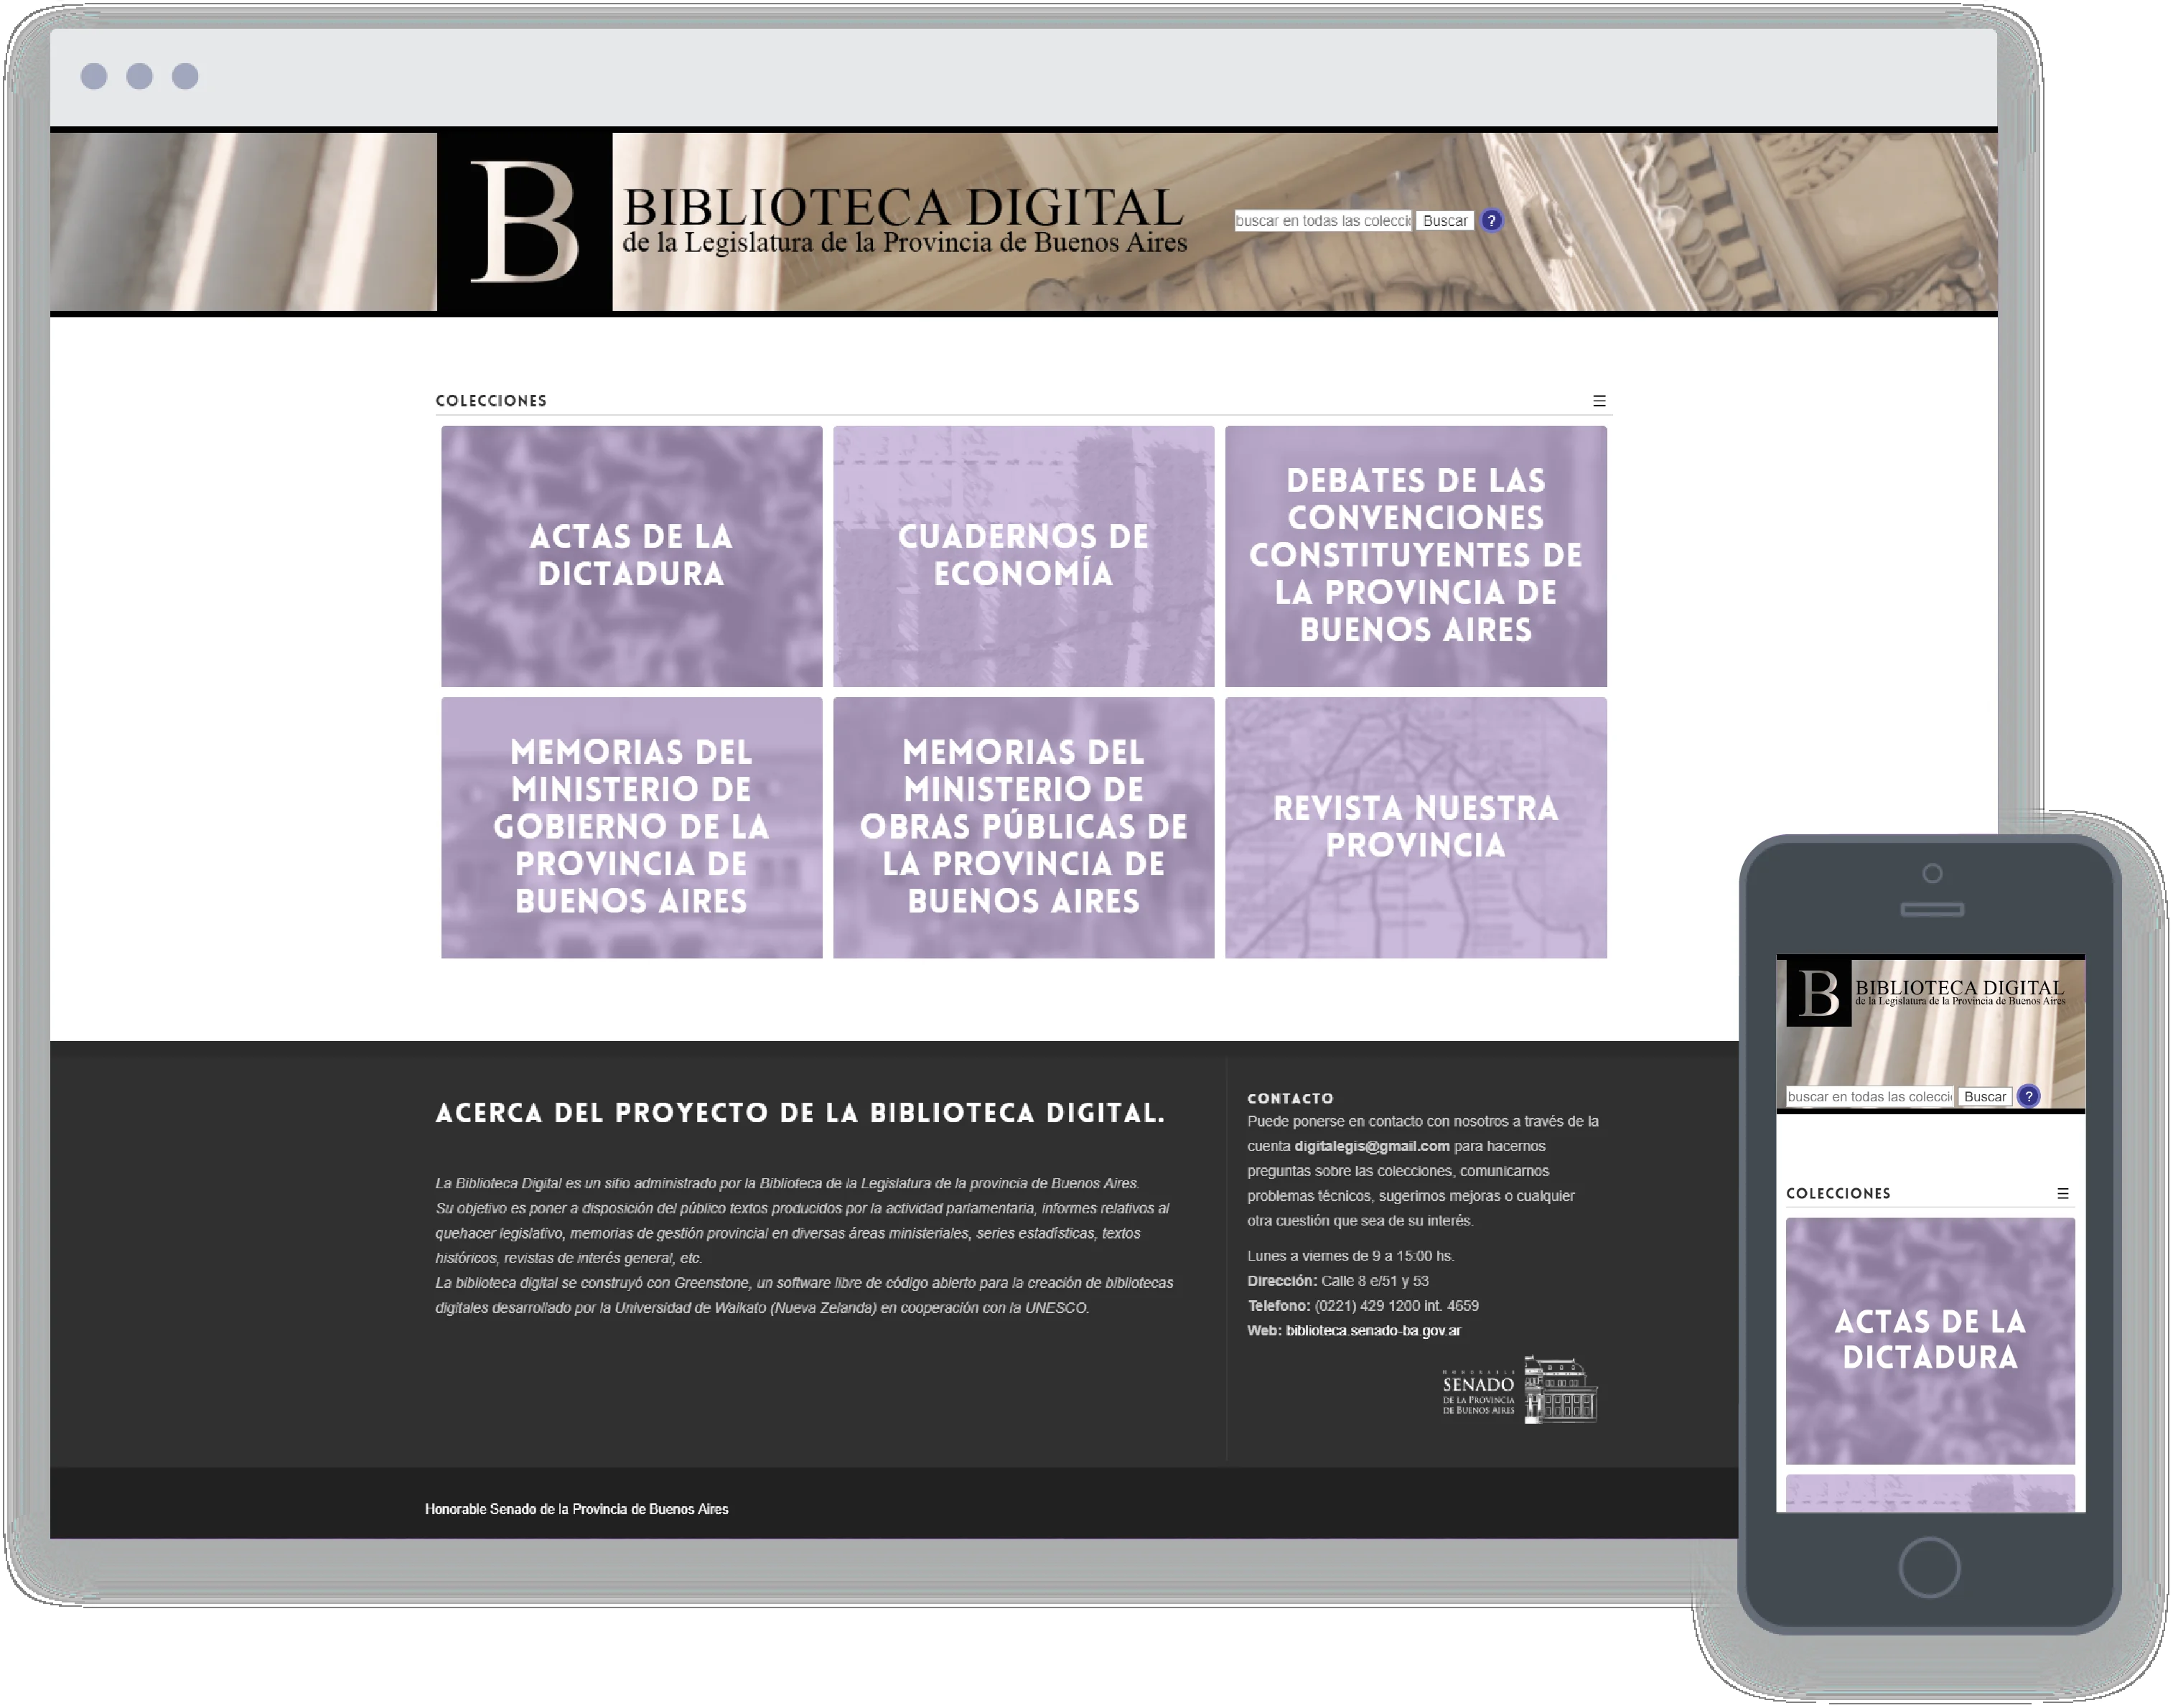 B
BIBLIOTECA DIGITAL
de la Legislatura de la Provincia de Buenos Aires
buscar en todas las colecci
Buscar
?
COLECCIONES
ACTAS DE LA
DICTADURA
CUADERNOS DE
ECONOMÍA
DEBATES DE LAS
CONVENCIONES
CONSTITUYENTES DE
LA PROVINCIA DE
BUENOS AIRES
MEMORIAS DEL
MINISTERIO DE
GOBIERNO DE LA
PROVINCIA DE
BUENOS AIRES
MEMORIAS DEL
MINISTERIO DE
OBRAS PÚBLICAS DE
LA PROVINCIA DE
BUENOS AIRES
REVISTA NUESTRA
PROVINCIA
ACERCA DEL PROYECTO DE LA BIBLIOTECA DIGITAL.
La Biblioteca Digital es un sitio administrado por la Biblioteca de la Legislatura de la provincia de Buenos Aires.
Su objetivo es poner a disposición del público textos producidos por la actividad parlamentaria, informes relativos al
quehacer legislativo, memorias de gestión provincial en diversas áreas ministeriales, series estadísticas, textos
históricos, revistas de interés general, etc.
La biblioteca digital se construyó con Greenstone, un software libre de código abierto para la creación de bibliotecas
digitales desarrollado por la Universidad de Waikato (Nueva Zelanda) en cooperación con la UNESCO.
CONTACTO
Puede ponerse en contacto con nosotros a través de la
cuenta digitalegis@gmail.com para hacernos
preguntas sobre las colecciones, comunicarnos
problemas técnicos, sugerirnos mejoras o cualquier
otra cuestión que sea de su interés.
Lunes a viernes de 9 a 15:00 hs.
Dirección: Calle 8 e/51 y 53
Telefono: (0221) 429 1200 int. 4659
Web: biblioteca.senado-ba.gov.ar
HONORABLE
SENADO
DE LA PROVINCIA
DE BUENOS AIRES
Honorable Senado de la Provincia de Buenos Aires
B
BIBLIOTECA DIGITAL
de la Legislatura de la Provincia de Buenos Aires
buscar en todas las colecci
Buscar
?
COLECCIONES
ACTAS DE LA
DICTADURA